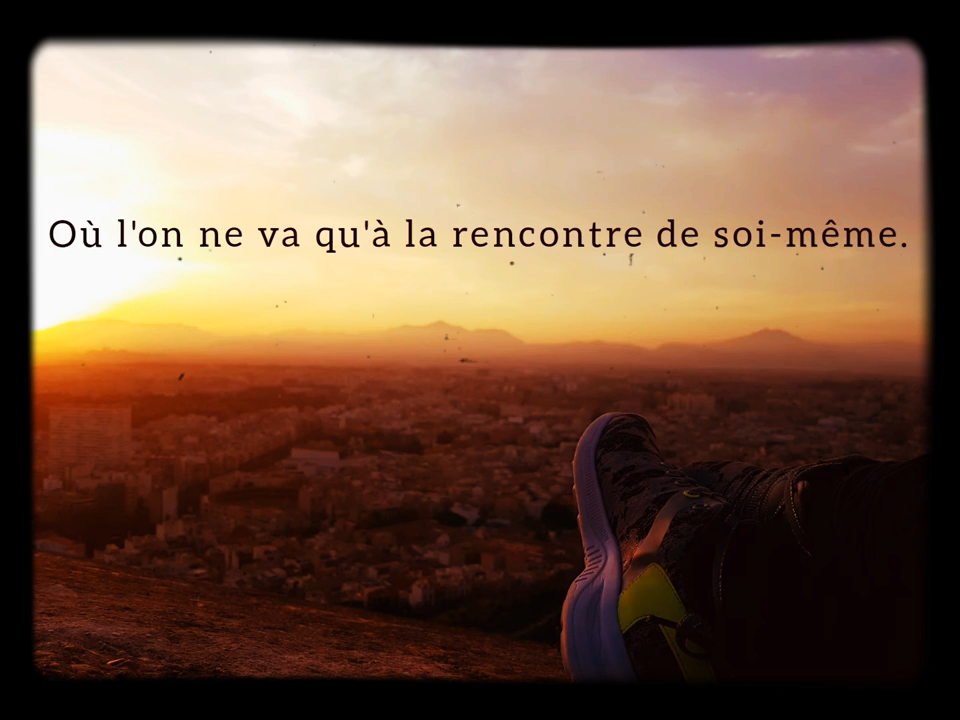 Où l'on ne va qu'à la rencontre de soi-même.